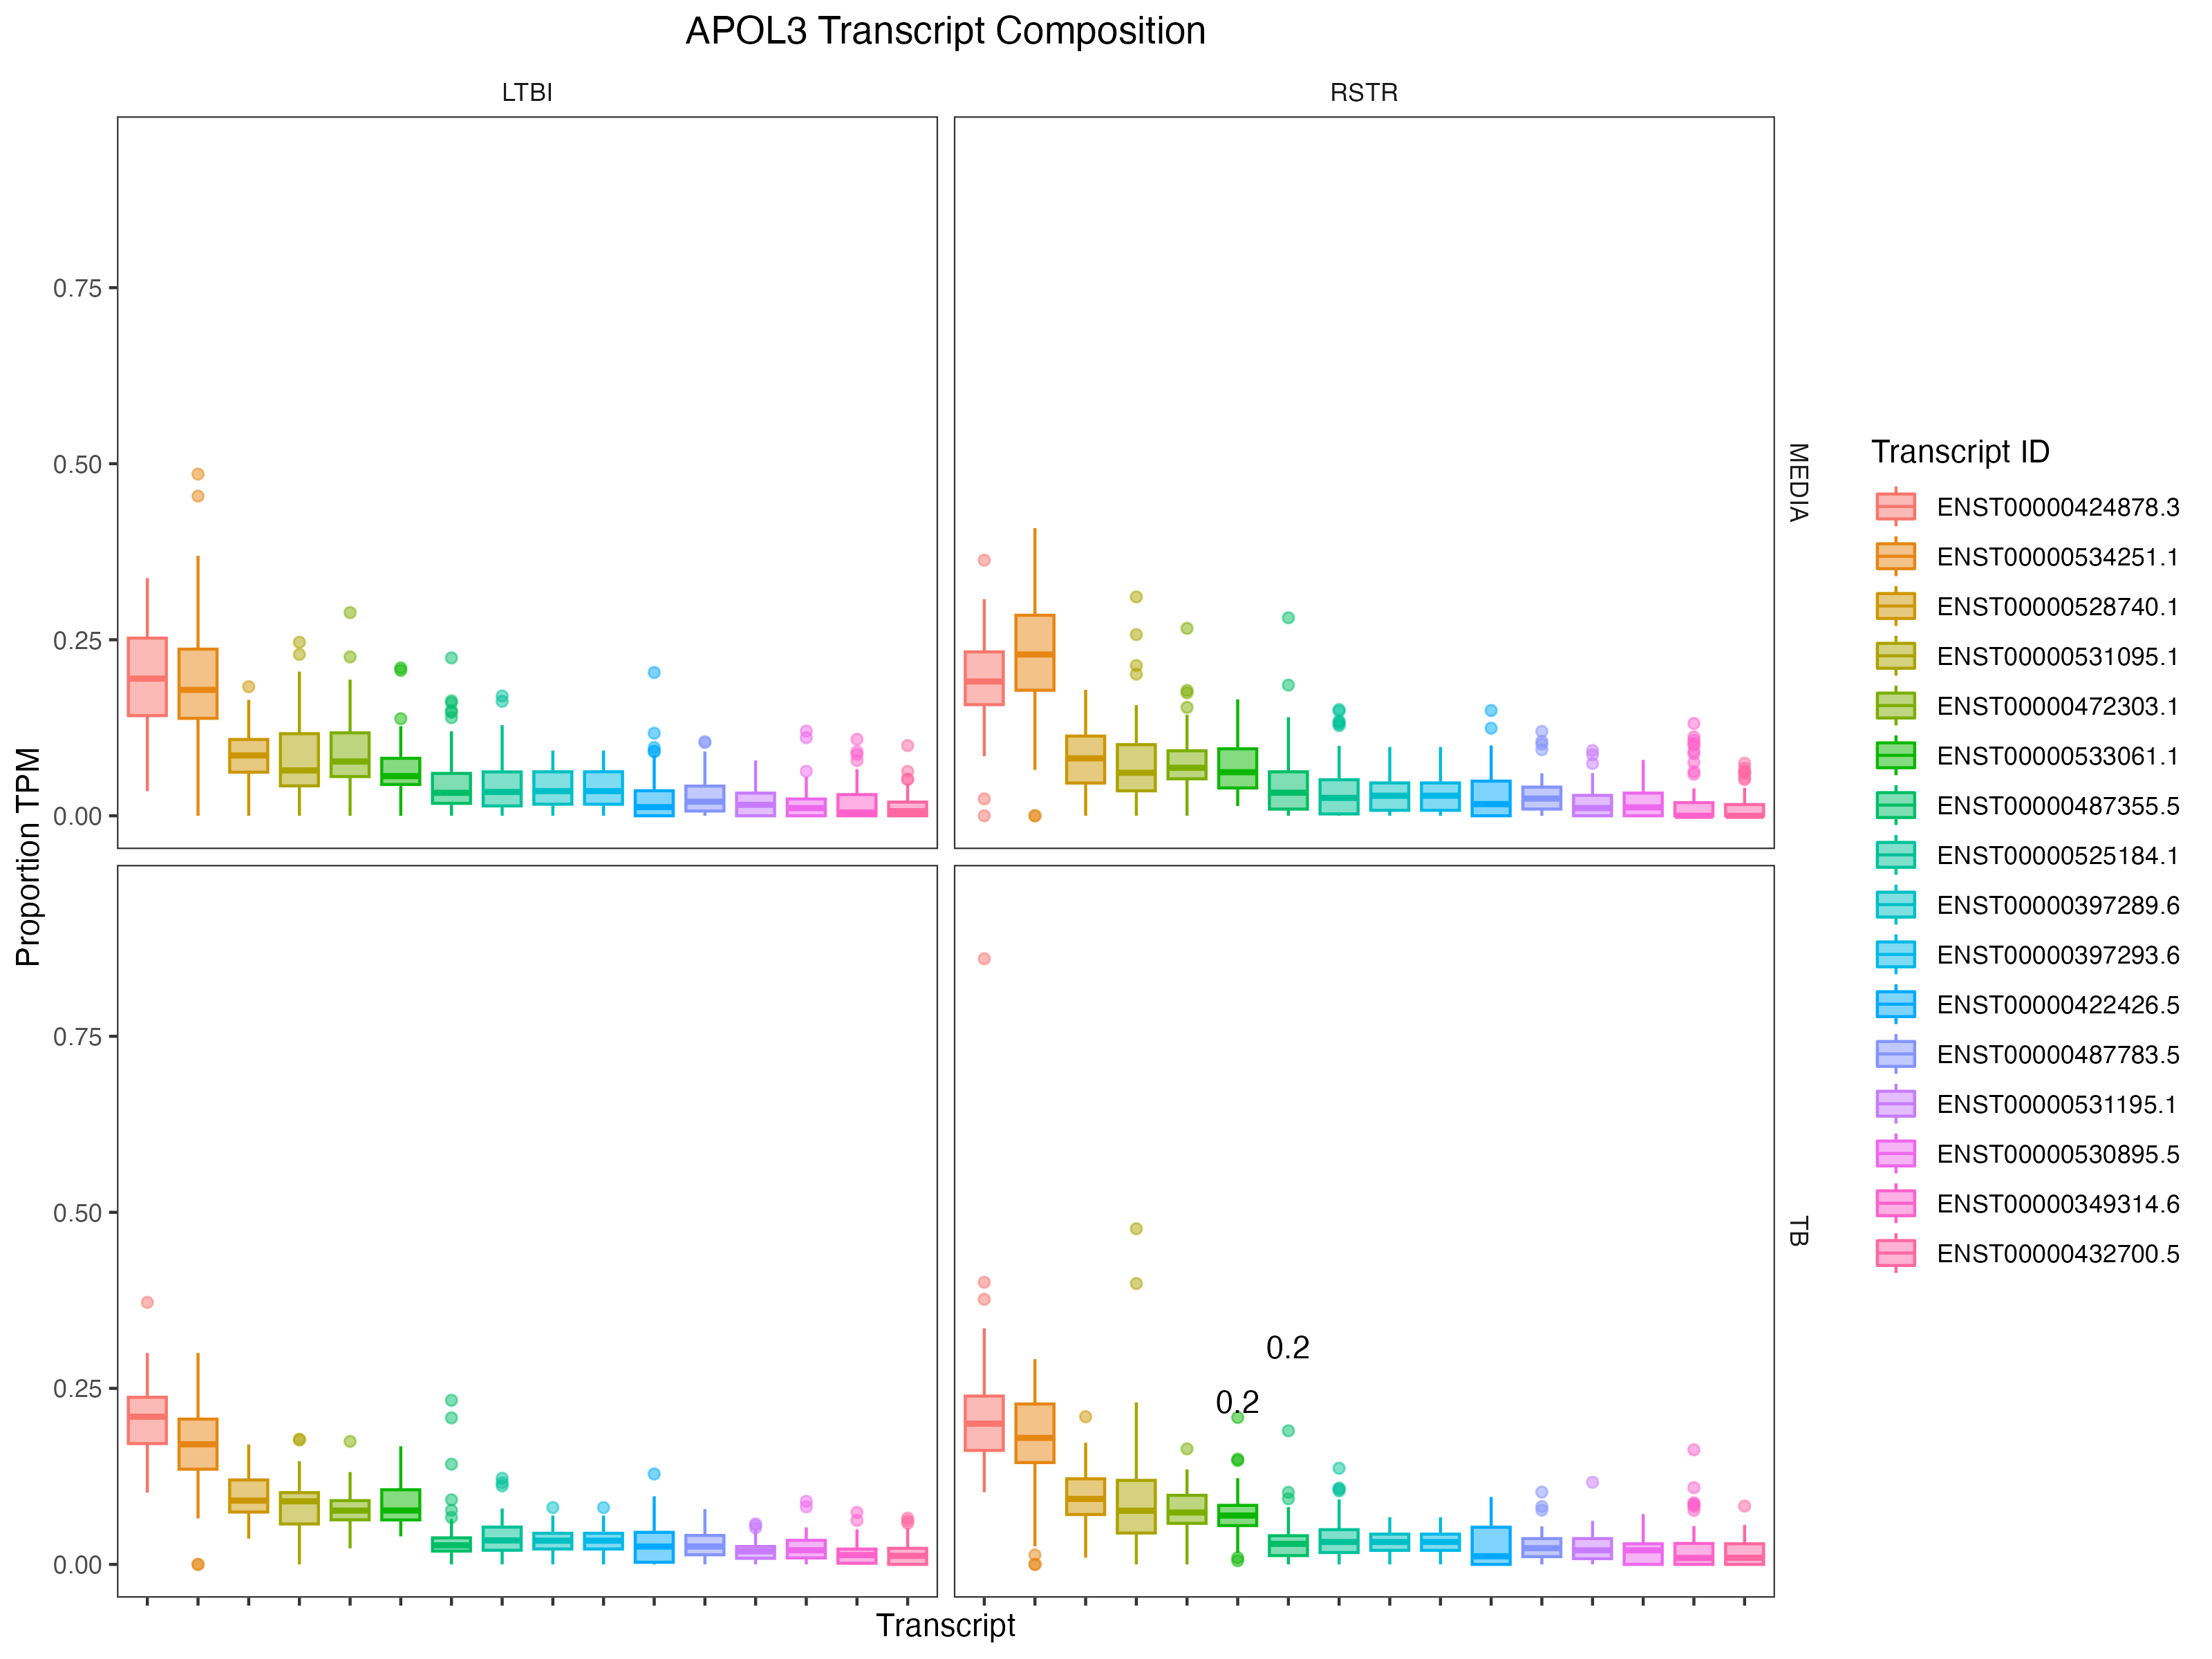 APOL3 Transcript Composition
LTBI
RSTR
Proportion TPM
0.75
0.50
0.25
0.00
MEDIA
0.75
0.50
0.25
0.00
0.2
0.2
TB
Transcript
Transcript ID
ENST00000424878.3
ENST00000534251.1
ENST00000528740.1
ENST00000531095.1
ENST00000472303.1
ENST00000533061.1
ENST00000487355.5
ENST00000525184.1
ENST00000397289.6
ENST00000397293.6
ENST00000422426.5
ENST00000487783.5
ENST00000531195.1
ENST00000530895.5
ENST00000349314.6
ENST00000432700.5